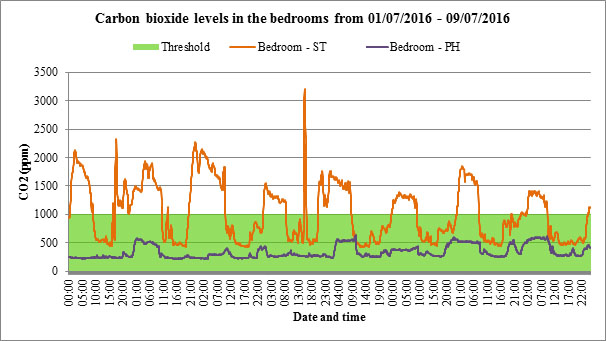 Carbon bioxide levels in the bedrooms from 01/07/2016 - 09/07/2016
Threshold Bedroom - ST Bedroom - PH
3500
3000
2500
2000
1500
1000
500
0
CO2 (ppm)
00:00 05:00 10:00 15:00 20:00 01:00 06:00 11:00 16:00 21:00 02:00 07:00 12:00 17:00 22:00 03:00 08:00 13:00 18:00 23:00 04:00 09:00 14:00 19:00 00:00 05:00 10:00 15:00 20:00 01:00 06:00 11:00 16:00 21:00 02:00 07:00 12:00 17:00 22:00
Date and time